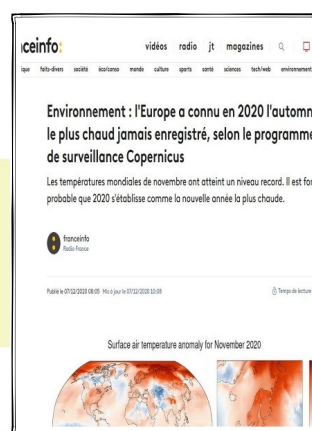 ceinfo:
vidéos radio jt magazines
ique faits-divers société éco/conso monde culture sports santé sciences tech/web environnement
Environnement : l'Europe a connu en 2020 l'automn
le plus chaud jamais enregistré, selon le programme
de surveillance Copernicus
Les températures mondiales de novembre ont atteint un niveau record. Il est for
probable que 2020 s'établisse comme la nouvelle année la plus chaude.
franceinfo
Radio France
Publié le 07/12/2020 08:05 Mis à jour le 07/12/2020 10:08
Temps de lecture
Surface air temperature anomaly for November 2020